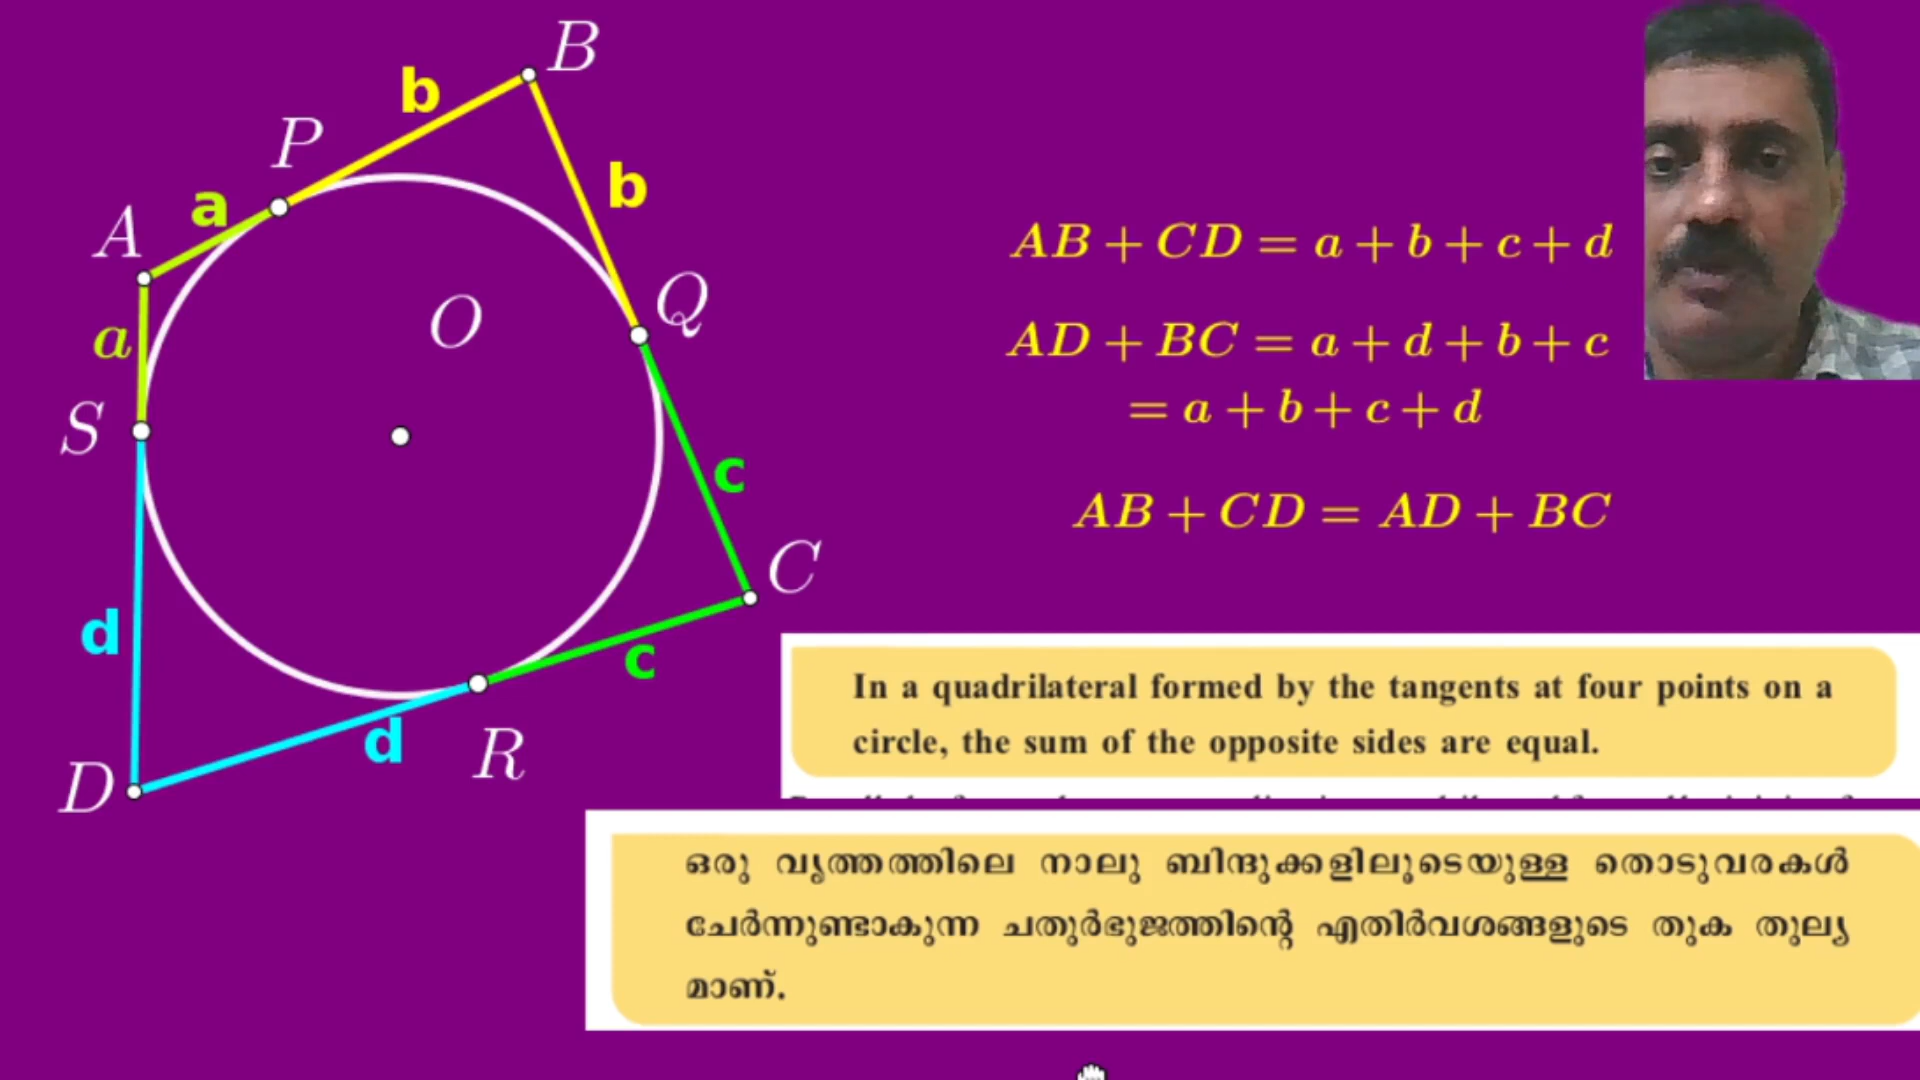 B
b
P
a
A
b
Q
O
a
S
c
C
d
c
d
R
D
AB + CD = a + b + c + d
AD + BC = a + d + b + c
= a + b + c + d
AB + CD = AD + BC
In a quadrilateral formed by the tangents at four points on a
circle, the sum of the opposite sides are equal.
ഒരു വൃത്തത്തിലെ നാലു ബിന്ദുക്കളിലൂടെയുള്ള തൊടുവരകൾ
ചേർന്നുണ്ടാകുന്ന ചതുർഭുജത്തിന്റെ എതിർവശങ്ങളുടെ തുക തുല്യ
മാണ്.